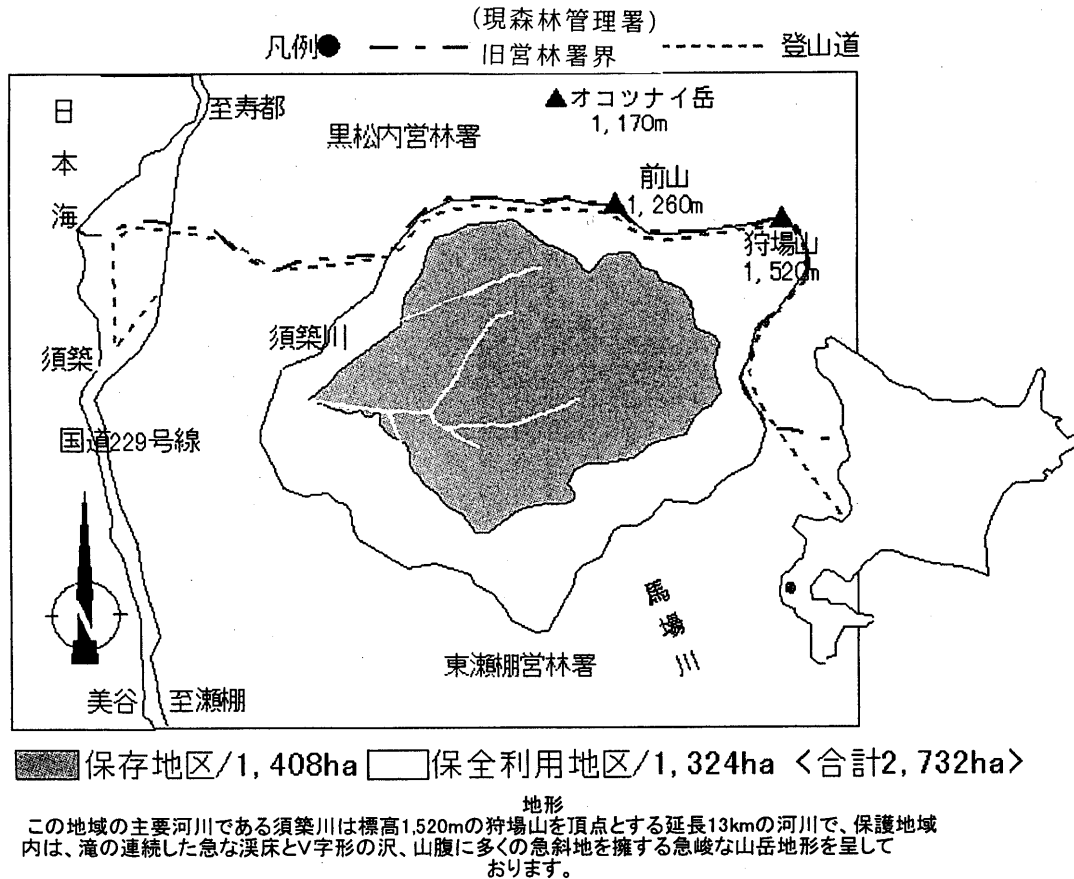 (現森林管理署)
凡例● 旧営林署界 登山道
日本海
至寿都
黒松内営林署
▲オコツナイ岳
1,170m
前山
1,260m
狩場山
1,520m
須築川
須築
国道229号線
馬場川
東瀬棚営林署
美谷
至瀬棚
保存地区/1,408ha 保全利用地区/1,324ha <合計2,732ha>
地形
この地域の主要河川である須築川は標高1,520mの狩場山を頂点とする延長13kmの河川で、保護地域
内は、滝の連続した急な渓床とV字形の沢、山腹に多くの急斜地を擁する急峻な山岳地形を呈して
おります。